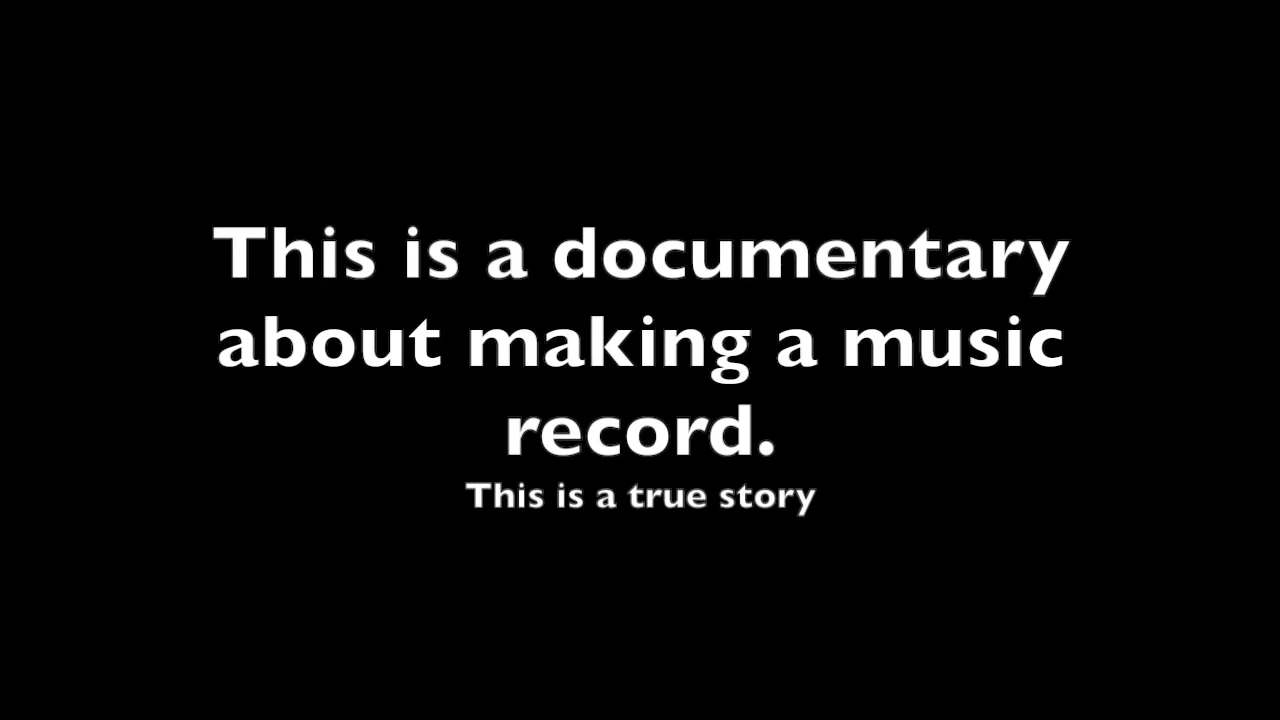 This is a documentary
about making a music
record.
This is a true story